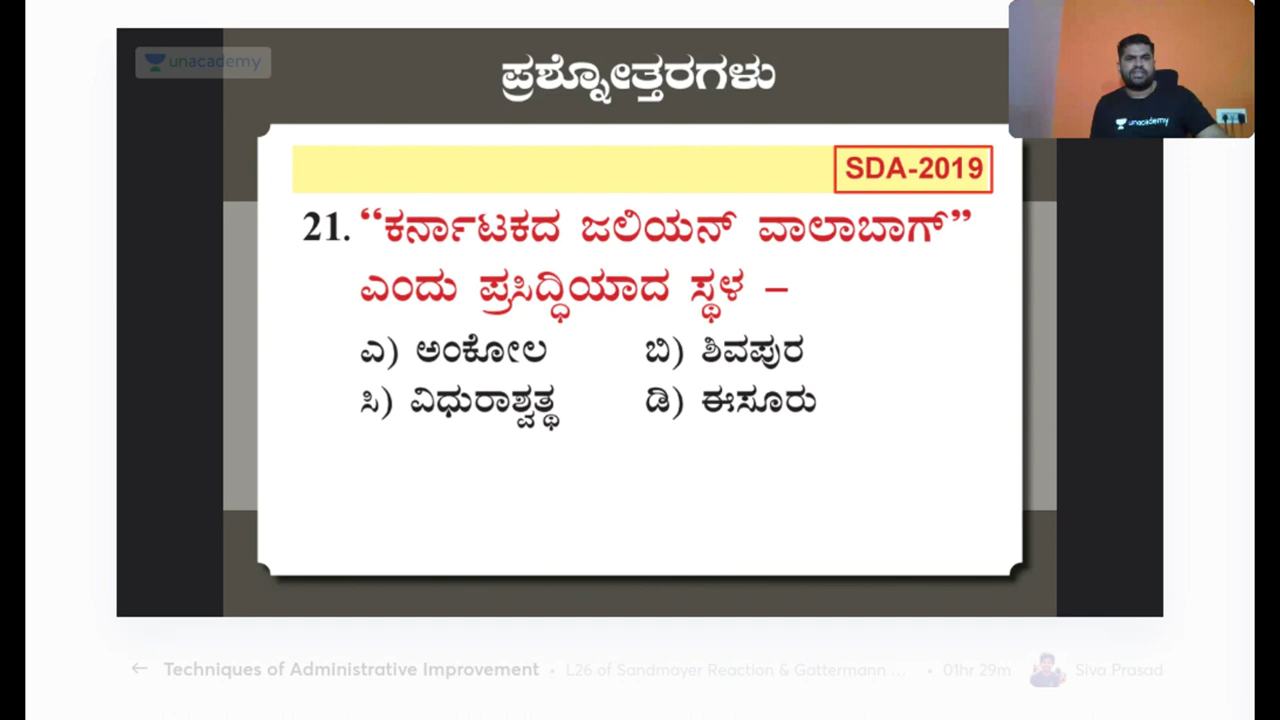 unacademy
ಪ್ರಶ್ನೋತ್ತರಗಳು
unacademy
SDA-2019
21. “ಕರ್ನಾಟಕದ ಜಲಿಯನ್ ವಾಲಾಬಾಗ್”
ಎಂದು ಪ್ರಸಿದ್ಧಿಯಾದ ಸ್ಥಳ –
ಎ) ಅಂಕೋಲ ಬಿ) ಶಿವಪುರ
ಸಿ) ವಿಧುರಾಶ್ವತ್ಥ ಡಿ) ಈಸೂರು
← Techniques of Administrative Improvement • L26 of Sandmayer Reaction & Gattermann ... • 01hr 29m Siva Prasad